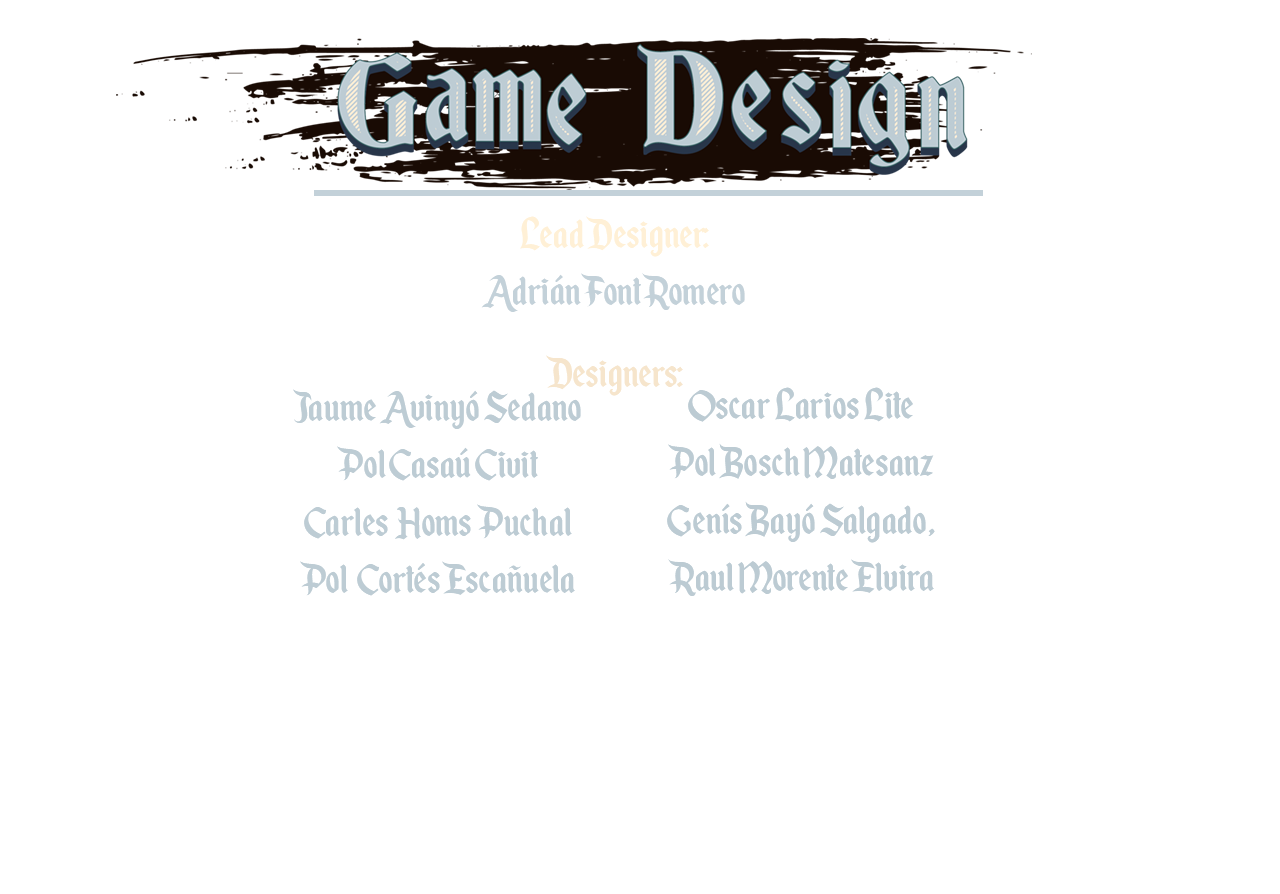 Game Design
Lead Designer:
Adrián Font Romero
Designers:
Jaume Avinyó Sedano
Pol Casaú Civit
Carles Homs Puchal
Pol Cortés Escañuela
Oscar Larios Lite
Pol Bosch Matesanz
Genís Bayó Salgado,
Raul Morente Elvira